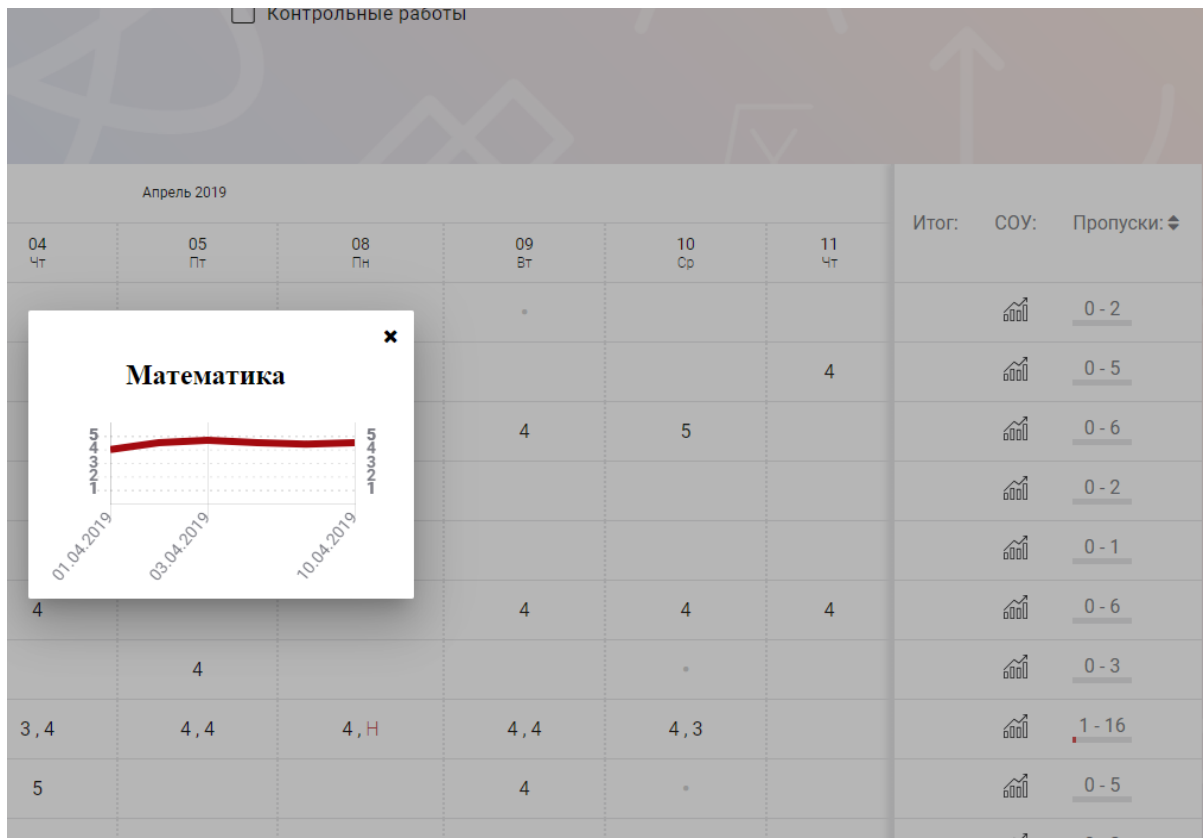 Контрольные работы
Апрель 2019
Итог: СОУ: Пропуски:
04 05 08 09 10 11
Чт Пт Пн Вт Ср Чт
0 - 2
4 0 - 5
4 5 0 - 6
0 - 2
0 - 1
4 4 4 4 0 - 6
4 0 - 3
3 , 4 4 , 4 4 , Н 4 , 4 4 , 3 1 - 16
5 4 0 - 5
Математика
5 5
4 4
3 3
2 2
1 1
01.04.2019 03.04.2019 10.04.2019